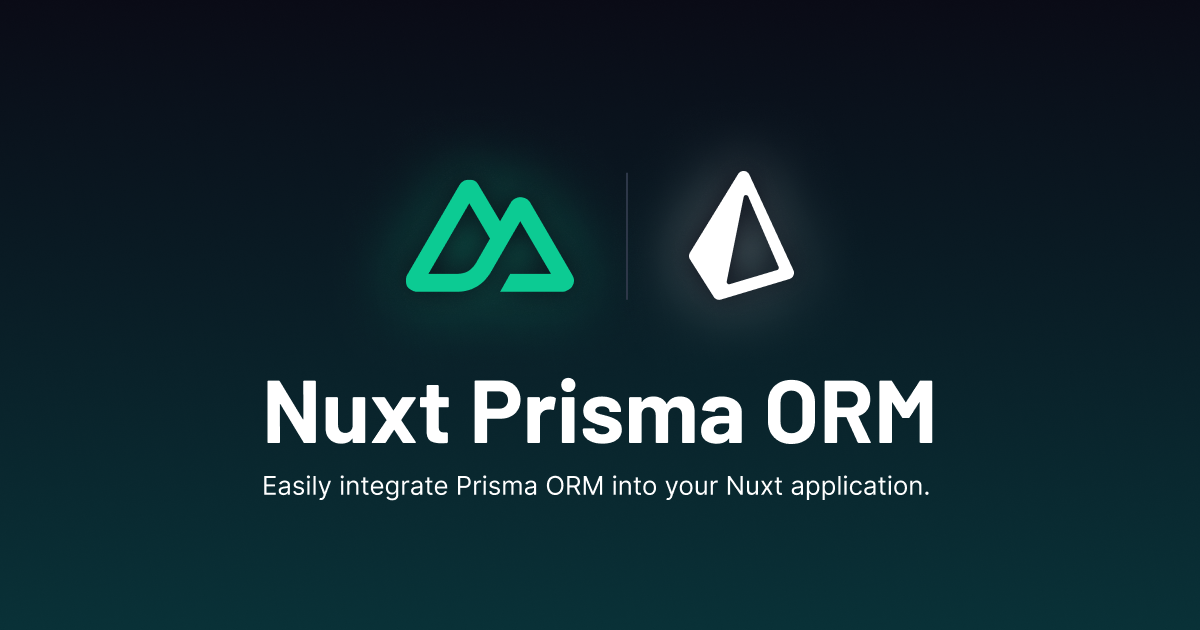 Nuxt Prisma ORM
Easily integrate Prisma ORM into your Nuxt application.